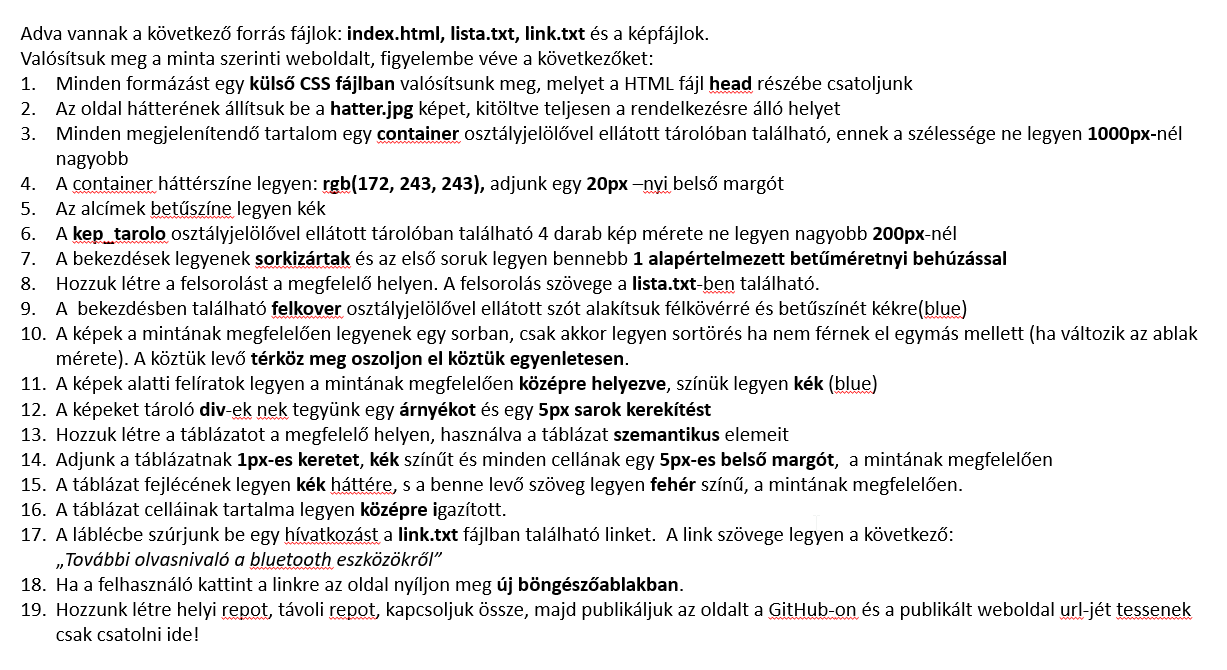 Adva vannak a következő forrás fájlok: index.html, lista.txt, link.txt és a képfájlok.
Valósítsuk meg a minta szerinti weboldalt, figyelembe véve a következőket:
1. Minden formázást egy külső CSS fájlban valósítsunk meg, melyet a HTML fájl head részébe csatoljunk
2. Az oldal hátterének állítsuk be a hatter.jpg képet, kitöltve teljesen a rendelkezésre álló helyet
3. Minden megjelenítendő tartalom egy container osztályjelölővel ellátott tárolóban található, ennek a szélessége ne legyen 1000px-nél
nagyobb
4. A container háttérszíne legyen: rgb(172, 243, 243), adjunk egy 20px –nyi belső margót
5. Az alcímek betűszíne legyen kék
6. A kep_tarolo osztályjelölővel ellátott tárolóban található 4 darab kép mérete ne legyen nagyobb 200px-nél
7. A bekezdések legyenek sorkizártak és az első soruk legyen bennebb 1 alapértelmezett betűméretnyi behúzással
8. Hozzuk létre a felsorolást a megfelelő helyen. A felsorolás szövege a lista.txt-ben található.
9. A bekezdésben található felkover osztályjelölővel ellátott szót alakítsuk félkövérré és betűszínét kékre(blue)
10. A képek a mintának megfelelően legyenek egy sorban, csak akkor legyen sortörés ha nem férnek el egymás mellett (ha változik az ablak
mérete). A köztük levő térköz meg oszoljon el köztük egyenletesen.
11. A képek alatti felíratok legyen a mintának megfelelően középre helyezve, színük legyen kék (blue)
12. A képeket tároló div-ek nek tegyünk egy árnyékot és egy 5px sarok kerekítést
13. Hozzuk létre a táblázatot a megfelelő helyen, használva a táblázat szemantikus elemeit
14. Adjunk a táblázatnak 1px-es keretet, kék színűt és minden cellának egy 5px-es belső margót, a mintának megfelelően
15. A táblázat fejlécének legyen kék háttére, s a benne levő szöveg legyen fehér színű, a mintának megfelelően.
16. A táblázat celláinak tartalma legyen középre igazított.
17. A láblécbe szúrjunk be egy hívatkozást a link.txt fájlban található linket. A link szövege legyen a következő:
„További olvasnivaló a bluetooth eszközökről”
18. Ha a felhasználó kattint a linkre az oldal nyíljon meg új böngészőablakban.
19. Hozzunk létre helyi repot, távoli repot, kapcsoljuk össze, majd publikáljuk az oldalt a GitHub-on és a publikált weboldal url-jét tessenek
csak csatolni ide!